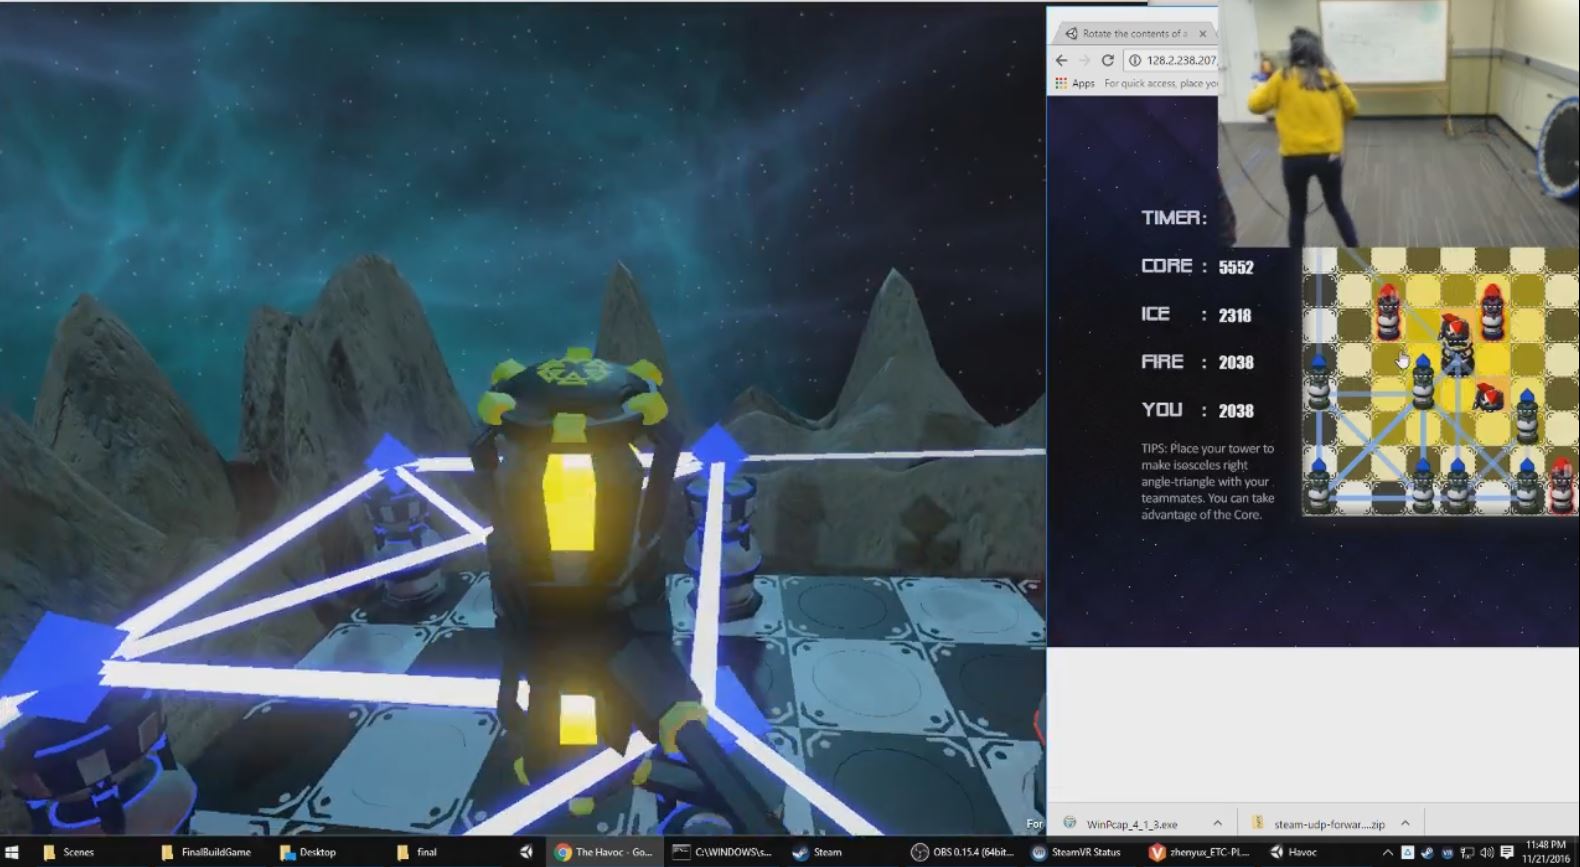 Rotate the contents of a
128.2.238.207
Apps For quick access, place yo
TIMER:
CORE : 5552
ICE : 2318
FIRE : 2038
YOU : 2038
TIPS: Place your tower to
make isosceles right
angle-triangle with your
teammates. You can take
advantage of the Core.
For
WinPcap_4_1_3.exe
steam-udp-forwar....zip
Scenes
FinalBuildGame
Desktop
final
The Havoc - Go...
C:\WINDOWS\s...
Steam
OBS 0.15.4 (64bit...
SteamVR Status
zhenyux_ETC-PL...
Havoc
11:48 PM
11/21/2016